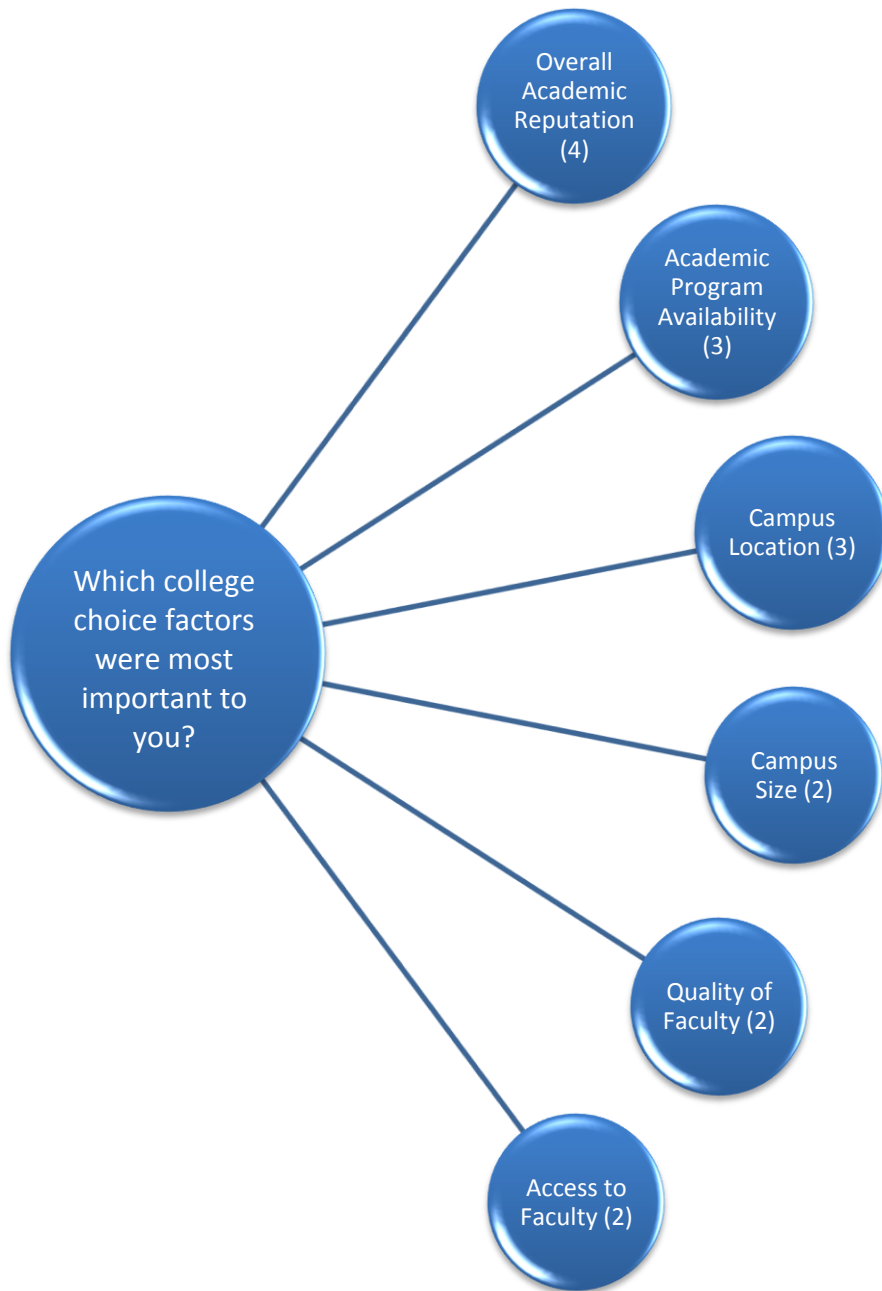 Overall
Academic
Reputation
(4)
Academic
Program
Availability
(3)
Campus
Location (3)
Which college
choice factors
were most
important to
you?
Campus
Size (2)
Quality of
Faculty (2)
Access to
Faculty (2)